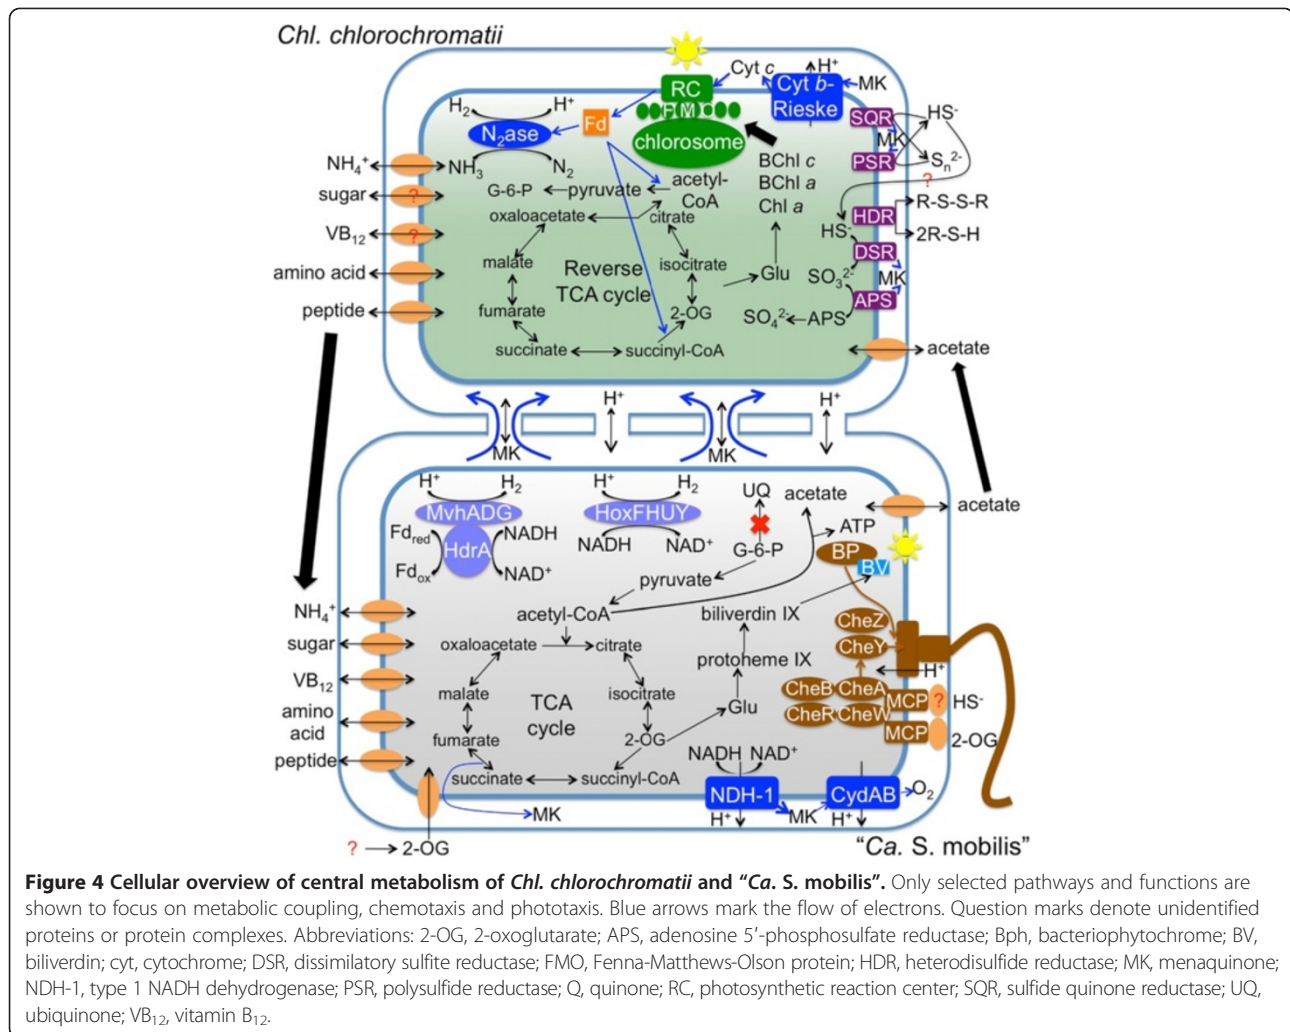 Chl. chlorochromatii
Cyt c
H⁺
Cyt b-
Rieske
MK
RC
FMO
chlorosome
H₂
H⁺
N₂ase
Fd
NH₃
N₂
SQR
HS⁻
MK
PSR
Sₙ²⁻
?
BChl c
BChl a
Chl a
NH₄⁺
sugar
?
VB₁₂
?
amino acid
peptide
G-6-P
pyruvate
acetyl-
CoA
oxaloacetate
citrate
malate
isocitrate
Reverse
TCA cycle
Glu
fumarate
2-OG
succinate
succinyl-CoA
HDR
R-S-S-R
2R-S-H
HS⁻
DSR
SO₃²⁻
MK
APS
SO₄²⁻
APS
acetate
H⁺
H⁺
MK
MK
H⁺
H₂
MvhADG
Fdred
NADH
HdrA
Fdox
NAD⁺
H⁺
H₂
HoxFHUY
NADH
NAD⁺
UQ
acetate
acetate
ATP
G-6-P
BP
BV
pyruvate
acetyl-CoA
biliverdin IX
NH₄⁺
sugar
VB₁₂
amino
acid
peptide
oxaloacetate
citrate
protoheme IX
malate
isocitrate
TCA
cycle
Glu
fumarate
2-OG
succinate
succinyl-CoA
CheZ
CheY
H⁺
CheB
CheA
MCP
?
HS⁻
CheR
CheW
MCP
2-OG
NADH
NAD⁺
NDH-1
CydAB
O₂
MK
H⁺
MK
H⁺
?
2-OG
“Ca. S. mobilis”
Figure 4 Cellular overview of central metabolism of Chl. chlorochromatii and “Ca. S. mobilis”. Only selected pathways and functions are
shown to focus on metabolic coupling, chemotaxis and phototaxis. Blue arrows mark the flow of electrons. Question marks denote unidentified
proteins or protein complexes. Abbreviations: 2-OG, 2-oxoglutarate; APS, adenosine 5′-phosphosulfate reductase; Bph, bacteriophytochrome; BV,
biliverdin; cyt, cytochrome; DSR, dissimilatory sulfite reductase; FMO, Fenna-Matthews-Olson protein; HDR, heterodisulfide reductase; MK, menaquinone;
NDH-1, type 1 NADH dehydrogenase; PSR, polysulfide reductase; Q, quinone; RC, photosynthetic reaction center; SQR, sulfide quinone reductase; UQ,
ubiquinone; VB₁₂, vitamin B₁₂.